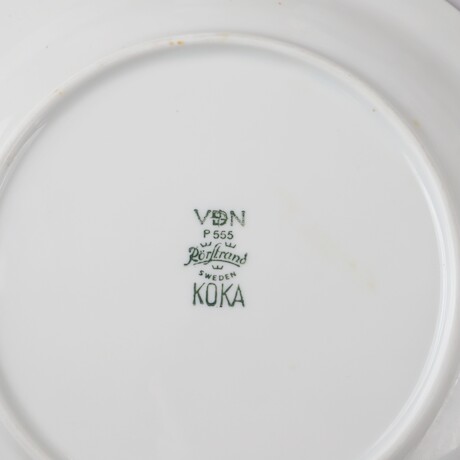 VDN
P 555
Rörstrand
SWEDEN
KOKA